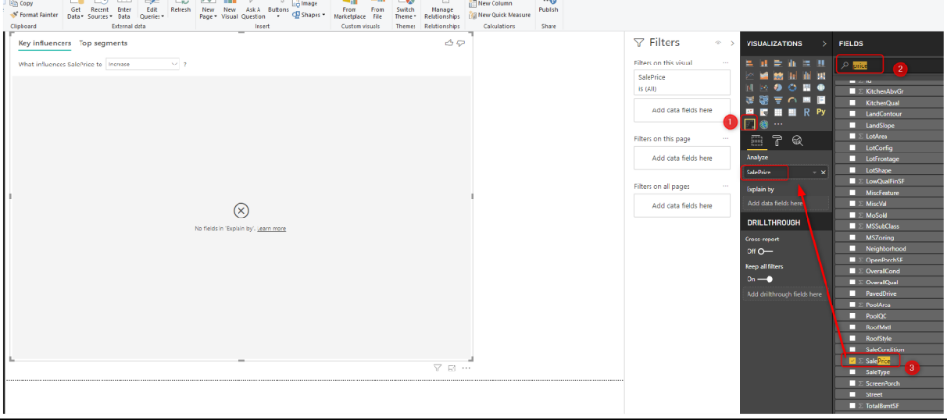 Copy
Format Painter
Clipboard
Get Data
Recent Sources
Enter Data
Edit Queries
External data
Refresh
New Page
New Visual
Ask A Question
Buttons
Image
Shapes
Insert
From Marketplace
From File
Custom visuals
Switch Theme
Themes
Manage Relationships
Relationships
New Column
New Quick Measure
Calculations
Publish
Share
Key influencers Top segments
What influences SalePrice to Increase ?
No fields in 'Explain by'. Learn more
Filters
Filters on this visual
SalePrice
is (All)
Add data fields here
Filters on this page
Add data fields here
Filters on all pages
Add data fields here
VISUALIZATIONS
1
R Py
Analyze
SalePrice
Explain by
Add data fields here
DRILLTHROUGH
Cross-report
Off
Keep all filters
On
Add drillthrough fields here
FIELDS
price
2
KitchenAbvGr
KitchenQual
LandContour
LandSlope
LotArea
LotConfig
LotFrontage
LotShape
LowQualFinSF
MiscFeature
MiscVal
MoSold
MSSubClass
MSZoning
Neighborhood
OpenPorchSF
OverallCond
OverallQual
PavedDrive
PoolArea
PoolQC
RoofMatl
RoofStyle
SaleCondition
SalePrice
3
SaleType
ScreenPorch
Street
TotalBsmtSF